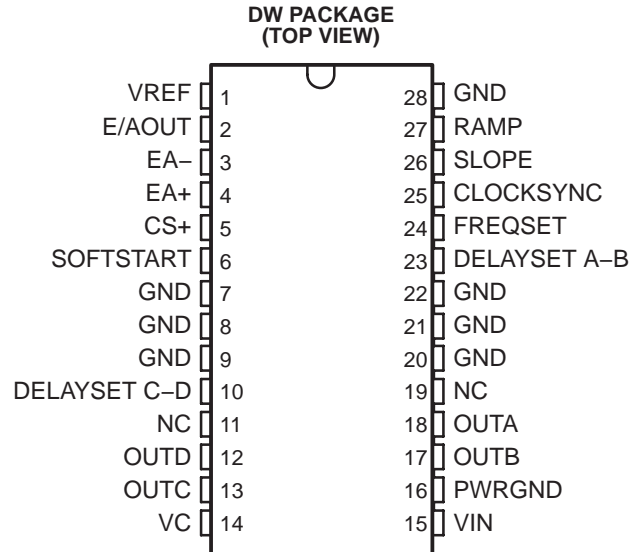 DW PACKAGE
(TOP VIEW)
VREF 1 28 GND
E/AOUT 2 27 RAMP
EA− 3 26 SLOPE
EA+ 4 25 CLOCKSYNC
CS+ 5 24 FREQSET
SOFTSTART 6 23 DELAYSET A−B
GND 7 22 GND
GND 8 21 GND
GND 9 20 GND
DELAYSET C−D 10 19 NC
NC 11 18 OUTA
OUTD 12 17 OUTB
OUTC 13 16 PWRGND
VC 14 15 VIN